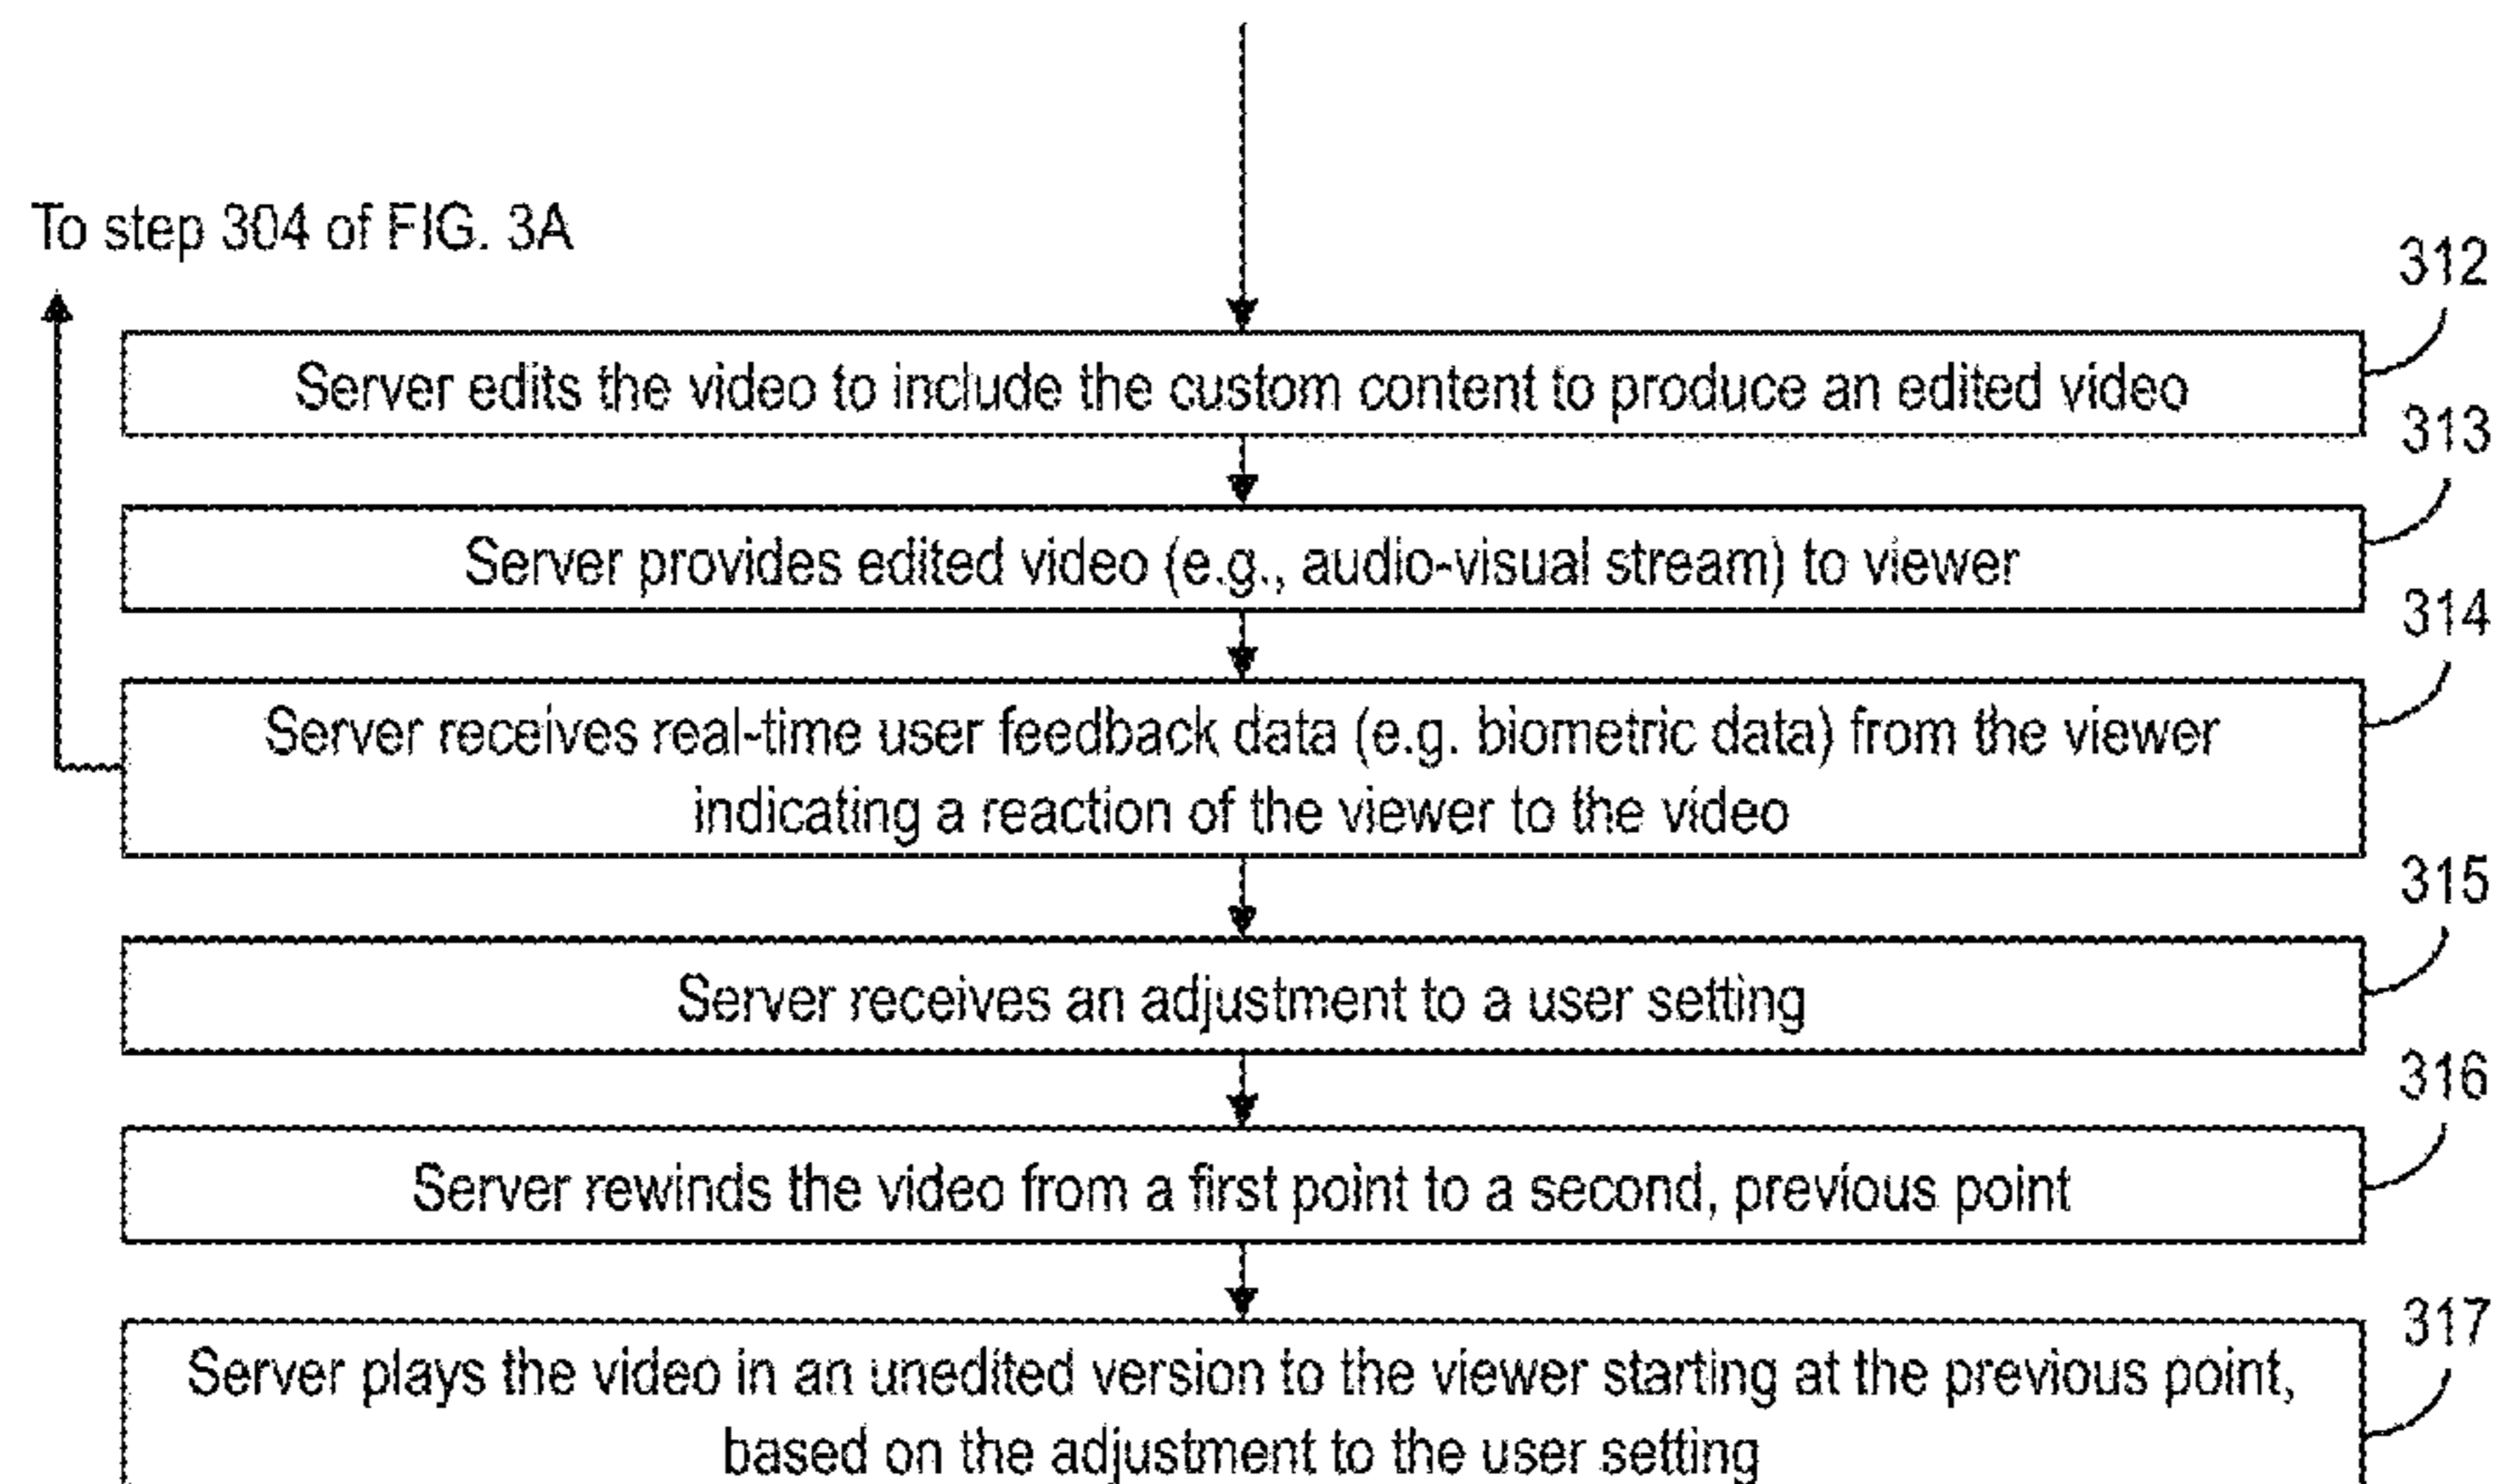 To step 304 of FIG. 3A
312
Server edits the video to include the custom content to produce an edited video
313
Server provides edited video (e.g., audio-visual stream) to viewer
314
Server receives real-time user feedback data (e.g. biometric data) from the viewer
indicating a reaction of the viewer to the video
315
Server receives an adjustment to a user setting
316
Server rewinds the video from a first point to a second, previous point
317
Server plays the video in an unedited version to the viewer starting at the previous point,
based on the adjustment to the user setting